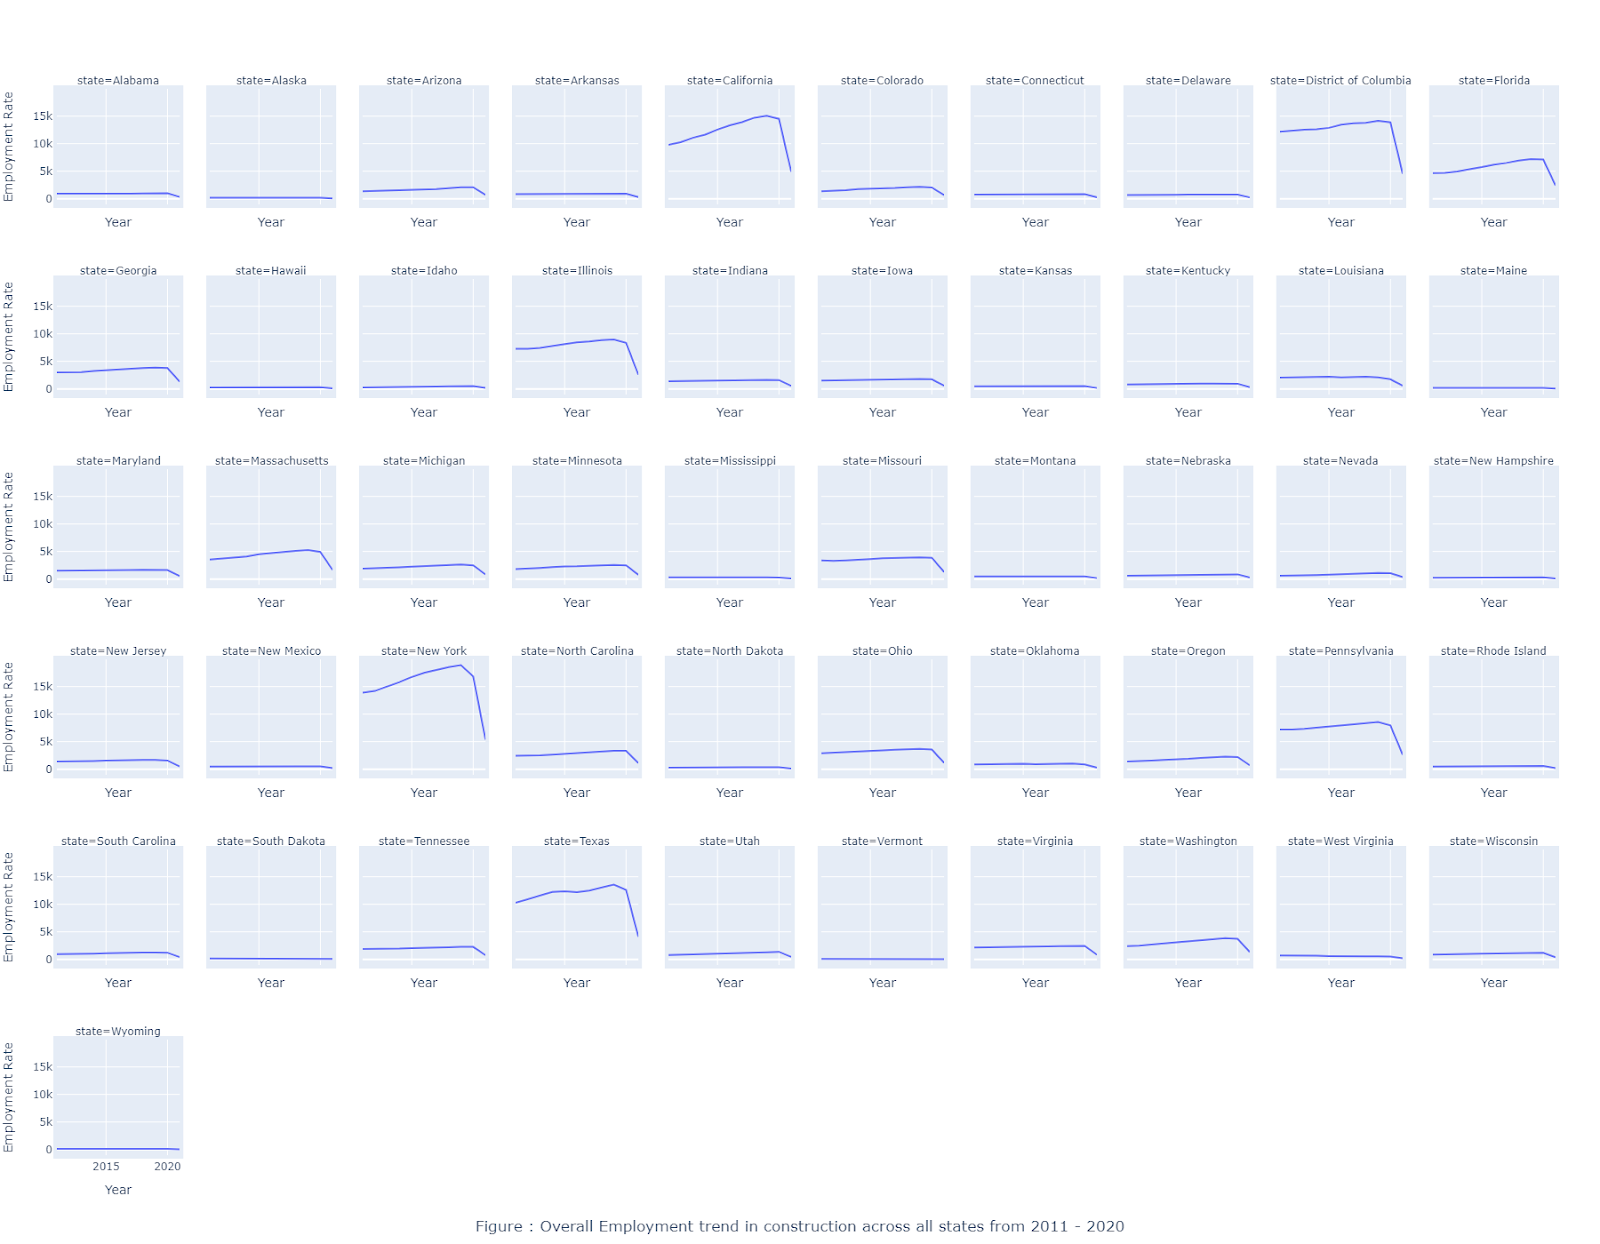 state=Alabama state=Alaska state=Arizona state=Arkansas state=California state=Colorado state=Connecticut state=Delaware state=District of Columbia state=Florida
Employment Rate
15k
10k
5k
0
Year Year Year Year Year Year Year Year Year Year
state=Georgia state=Hawaii state=Idaho state=Illinois state=Indiana state=Iowa state=Kansas state=Kentucky state=Louisiana state=Maine
Employment Rate
15k
10k
5k
0
Year Year Year Year Year Year Year Year Year Year
state=Maryland state=Massachusetts state=Michigan state=Minnesota state=Mississippi state=Missouri state=Montana state=Nebraska state=Nevada state=New Hampshire
Employment Rate
15k
10k
5k
0
Year Year Year Year Year Year Year Year Year Year
state=New Jersey state=New Mexico state=New York state=North Carolina state=North Dakota state=Ohio state=Oklahoma state=Oregon state=Pennsylvania state=Rhode Island
Employment Rate
15k
10k
5k
0
Year Year Year Year Year Year Year Year Year Year
state=South Carolina state=South Dakota state=Tennessee state=Texas state=Utah state=Vermont state=Virginia state=Washington state=West Virginia state=Wisconsin
Employment Rate
15k
10k
5k
0
Year Year Year Year Year Year Year Year Year Year
state=Wyoming
Employment Rate
15k
10k
5k
0
2015 2020
Year
Figure : Overall Employment trend in construction across all states from 2011 - 2020